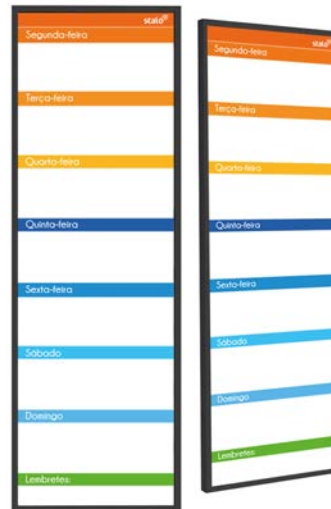 stalo
Segunda-feira
Terça-feira
Quarta-feira
Quinta-feira
Sexta-feira
Sábado
Domingo
Lembretes:
stalo
Segunda-feira
Terça-feira
Quarta-feira
Quinta-feira
Sexta-feira
Sábado
Domingo
Lembretes: